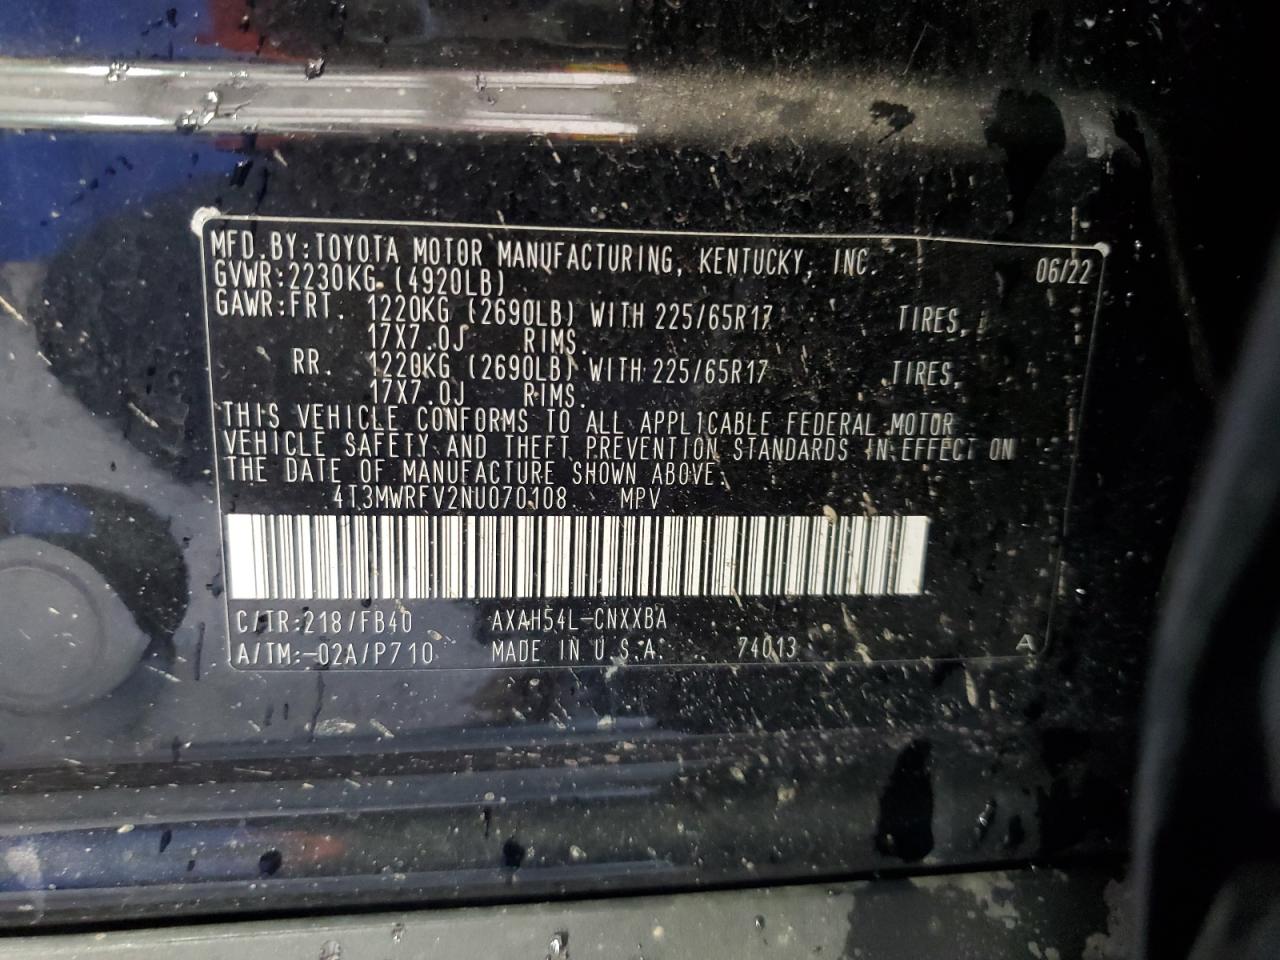 MFD.BY:TOYOTA MOTOR MANUFACTURING, KENTUCKY, INC. 06/22
GVWR:2230KG (4920LB)
GAWR:FRT. 1220KG (2690LB) WITH 225/65R17 TIRES,
17X7.0J RIMS.
RR. 1220KG (2690LB) WITH 225/65R17 TIRES,
17X7.0J RIMS.
THIS VEHICLE CONFORMS TO ALL APPLICABLE FEDERAL MOTOR
VEHICLE SAFETY AND THEFT PREVENTION STANDARDS IN EFFECT ON
THE DATE OF MANUFACTURE SHOWN ABOVE.
4T3MWRFV2NU070108 MPV
C/TR:218/FB40 AXAH54L-CNXXBA
A/TM:-02A/P710 MADE IN U.S.A. 74013 A